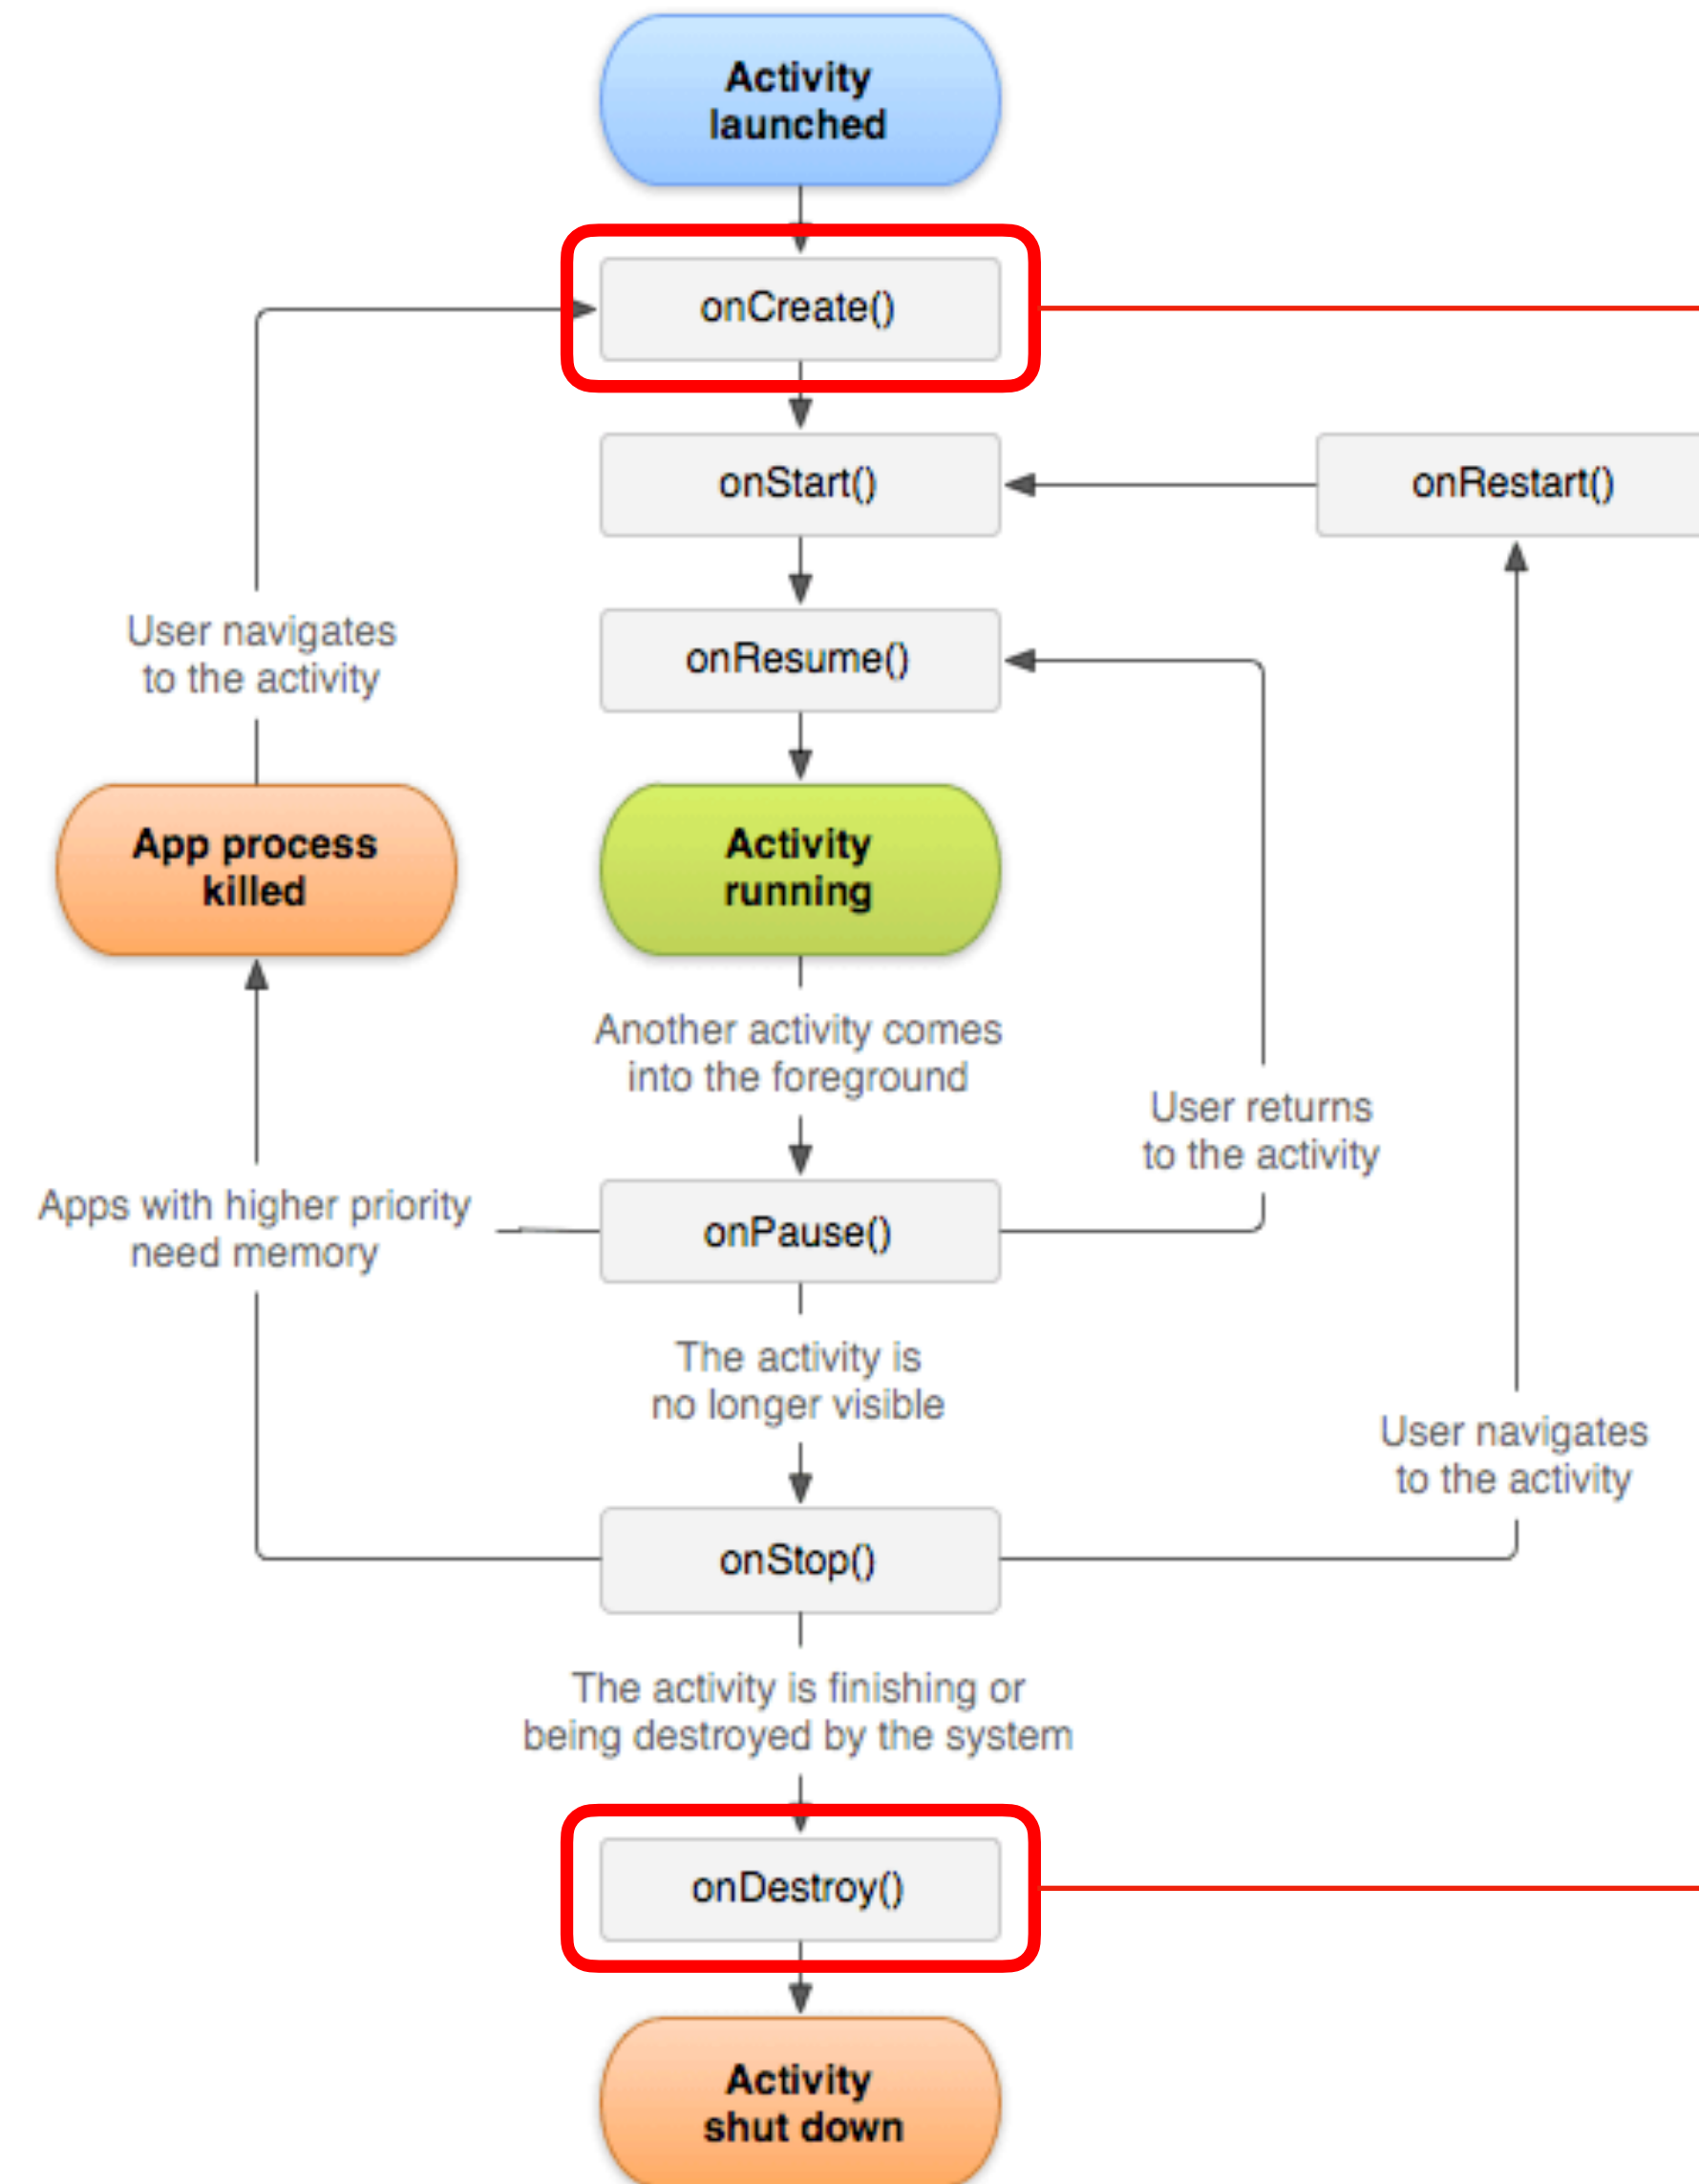 Activity
launched
onCreate()
onStart()
onRestart()
onResume()
User navigates
to the activity
App process
killed
Activity
running
Another activity comes
into the foreground
User returns
to the activity
Apps with higher priority
need memory
onPause()
The activity is
no longer visible
User navigates
to the activity
onStop()
The activity is finishing or
being destroyed by the system
onDestroy()
Activity
shut down